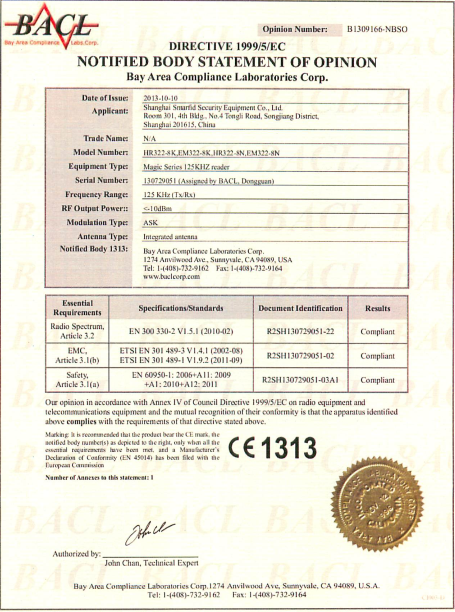 BACL
Bay Area Compliance Labs.Corp.
Opinion Number: B1309166-NBSO
DIRECTIVE 1999/5/EC
NOTIFIED BODY STATEMENT OF OPINION
Bay Area Compliance Laboratories Corp.
Date of Issue: 2013-10-10
Applicant: Shanghai Smarfid Security Equipment Co., Ltd.
Room 301, 4th Bldg., No.4 Tongli Road, Songjiang District,
Shanghai 201615, China
Trade Name: N/A
Model Number: HR322-8K,EM322-8K,HR322-8N,EM322-8N
Equipment Type: Magic Series 125KHZ reader
Serial Number: 130729051 (Assigned by BACL, Dongguan)
Frequency Range: 125 KHz (Tx/Rx)
RF Output Power:: <-10dBm
Modulation Type: ASK
Antenna Type: Integrated antenna
Notified Body 1313: Bay Area Compliance Laboratories Corp.
1274 Anvilwood Ave., Sunnyvale, CA 94089, USA
Tel: 1-(408)-732-9162 Fax: 1-(408)-732-9164
www.baclcorp.com
Essential Requirements Specifications/Standards Document Identification Results
Radio Spectrum, Article 3.2 EN 300 330-2 V1.5.1 (2010-02) R2SH130729051-22 Compliant
EMC, Article 3.1(b) ETSI EN 301 489-3 V1.4.1 (2002-08) ETSI EN 301 489-1 V1.9.2 (2011-09) R2SH130729051-02 Compliant
Safety, Article 3.1(a) EN 60950-1: 2006+A11: 2009 +A1: 2010+A12: 2011 R2SH130729051-03A1 Compliant
Our opinion in accordance with Annex IV of Council Directive 1999/5/EC on radio equipment and
telecommunications equipment and the mutual recognition of their conformity is that the apparatus identified
above complies with the requirements of that directive stated above.
Marking: It is recommended that the product bear the CE mark, the
notified body number(s) as depicted to the right, only when all the
essential requirements have been met, and a Manufacturer's
Declaration of Conformity (EN 45014) has been filed with the
European Commission
CE1313
Number of Annexes to this statement: 1
Authorized by:
John Chan, Technical Expert
Bay Area Compliance Laboratories Corp.1274 Anvilwood Ave, Sunnyvale, CA 94089, U.S.A.
Tel: 1-(408)-732-9162 Fax: 1-(408)-732-9164